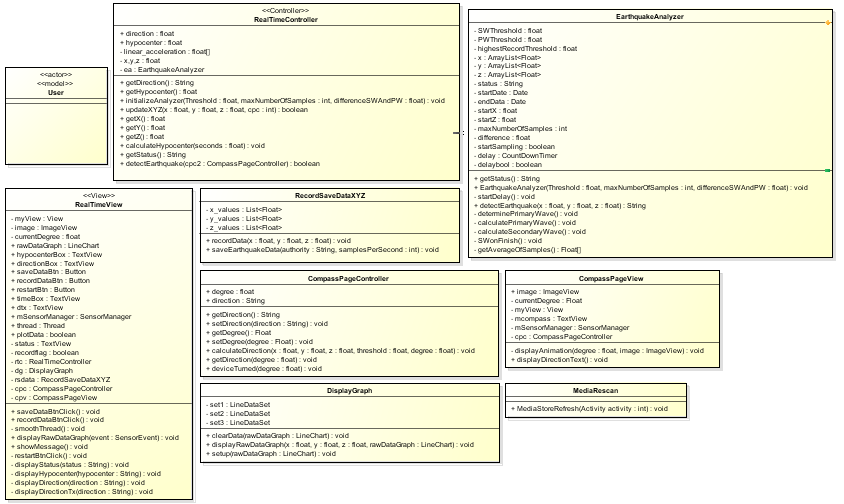 <<actor>>
<<model>>
User
<<Controller>>
RealTimeController
+ direction : float
+ hypocenter : float
- linear_acceleration : float[]
- x,y,z : float
- ea : EarthquakeAnalyzer
+ getDirection() : String
+ getHypocenter() : float
+ initializeAnalyzer(Threshold : float, maxNumberOfSamples : int, differenceSWAndPW : float) : void
+ updateXYZ(x : float, y : float, z : float, cpc : int) : boolean
+ getX() : float
+ getY() : float
+ getZ() : float
+ calculateHypocenter(seconds : float) : void
+ getStatus() : String
+ detectEarthquake(cpc2 : CompassPageController) : boolean
EarthquakeAnalyzer
- SWThreshold : float
- PWThreshold : float
- highestRecordThreshold : float
- x : ArrayList<Float>
- y : ArrayList<Float>
- z : ArrayList<Float>
- status : String
- startDate : Date
- endData : Date
- startX : float
- startZ : float
- maxNumberOfSamples : int
- difference : float
- startSampling : boolean
- delay : CountDownTimer
- delaybool : boolean
+ getStatus() : String
+ EarthquakeAnalyzer(Threshold : float, maxNumberOfSamples : int, differenceSWAndPW : float) : void
- startDelay() : void
+ detectEarthquake(x : float, y : float, z : float) : String
- determinePrimaryWave() : void
- calculatePrimaryWave() : void
- calculateSecondaryWave() : void
- SWonFinish() : void
- getAverageOfSamples() : Float[]
<<View>>
RealTimeView
- myView : View
- image : ImageView
- currentDegree : float
+ rawDataGraph : LineChart
+ hypocenterBox : TextView
+ directionBox : TextView
+ saveDataBtn : Button
+ recordDataBtn : Button
+ restartBtn : Button
+ timeBox : TextView
+ dtx : TextView
+ mSensorManager : SensorManager
+ thread : Thread
+ plotData : boolean
- status : TextView
- recordflag : boolean
- rtc : RealTimeController
- dg : DisplayGraph
- rsdata : RecordSaveDataXYZ
- cpc : CompassPageController
- cpv : CompassPageView
+ saveDataBtnClick() : void
+ recordDataBtnClick() : void
- smoothThread() : void
+ displayRawDataGraph(event : SensorEvent) : void
+ showMessage() : void
- restartBtnClick() : void
- displayStatus(status : String) : void
- displayHypocenter(hypocenter : String) : void
- displayDirection(direction : String) : void
- displayDirectionTx(direction : String) : void
RecordSaveDataXYZ
- x_values : List<Float>
- y_values : List<Float>
- z_values : List<Float>
+ recordData(x : float, y : float, z : float) : void
+ saveEarthquakeData(authority : String, samplesPerSecond : int) : void
CompassPageController
+ degree : float
+ direction : String
+ getDirection() : String
+ setDirection(direction : String) : void
+ getDegree() : Float
+ setDegree(degree : Float) : void
+ calculateDirection(x : float, y : float, z : float, threshold : float, degree : float) : void
+ getDirection(degree : float) : void
+ deviceTurned(degree : float) : void
CompassPageView
+ image : ImageView
- currentDegree : Float
- myView : View
- mcompass : TextView
- mSensorManager : SensorManager
- cpc : CompassPageController
- displayAnimation(degree : float, image : ImageView) : void
+ displayDirectionText() : void
DisplayGraph
- set1 : LineDataSet
- set2 : LineDataSet
- set3 : LineDataSet
+ clearData(rawDataGraph : LineChart) : void
+ displayRawDataGraph(x : float, y : float, z : float, rawDataGraph : LineChart) : void
+ setup(rawDataGraph : LineChart) : void
MediaRescan
+ MediaStoreRefresh(Activity activity : int) : void